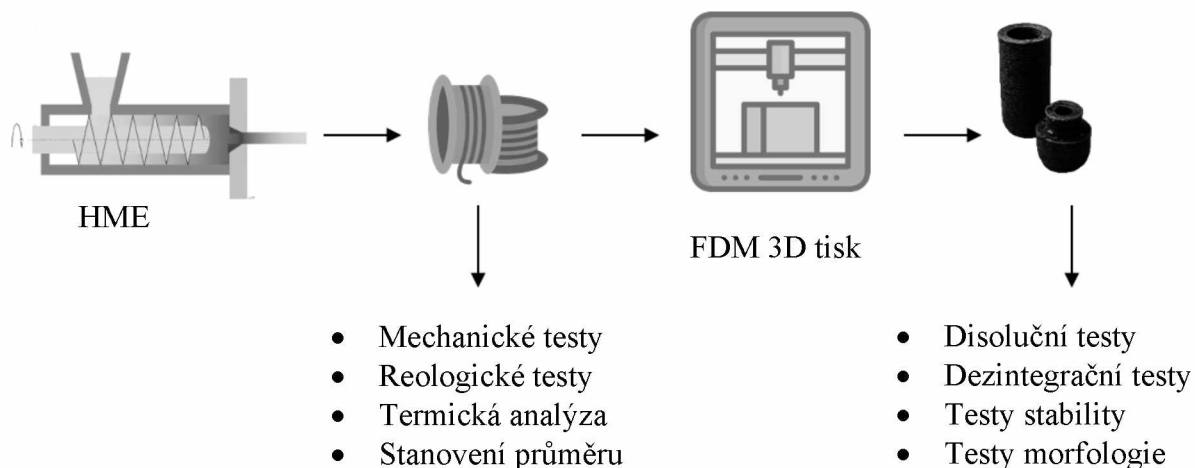 HME
FDM 3D tisk
• Mechanické testy
• Reologické testy
• Termická analýza
• Stanovení průměru
• Disoluční testy
• Dezintegrační testy
• Testy stability
• Testy morfologie